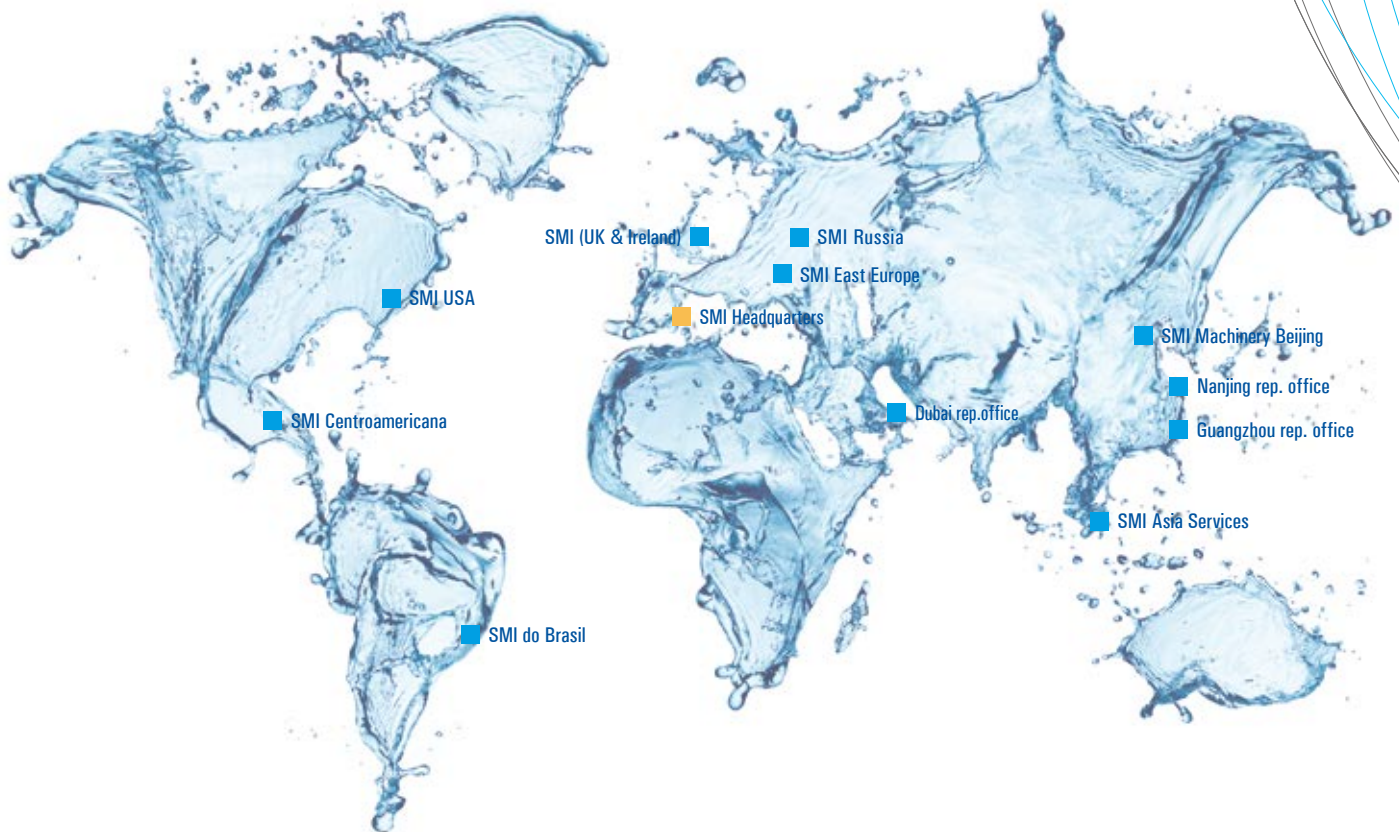 SMI (UK & Ireland)
SMI Russia
SMI East Europe
SMI USA
SMI Headquarters
SMI Machinery Beijing
Nanjing rep. office
Dubai rep.office
SMI Centroamericana
Guangzhou rep. office
SMI Asia Services
SMI do Brasil